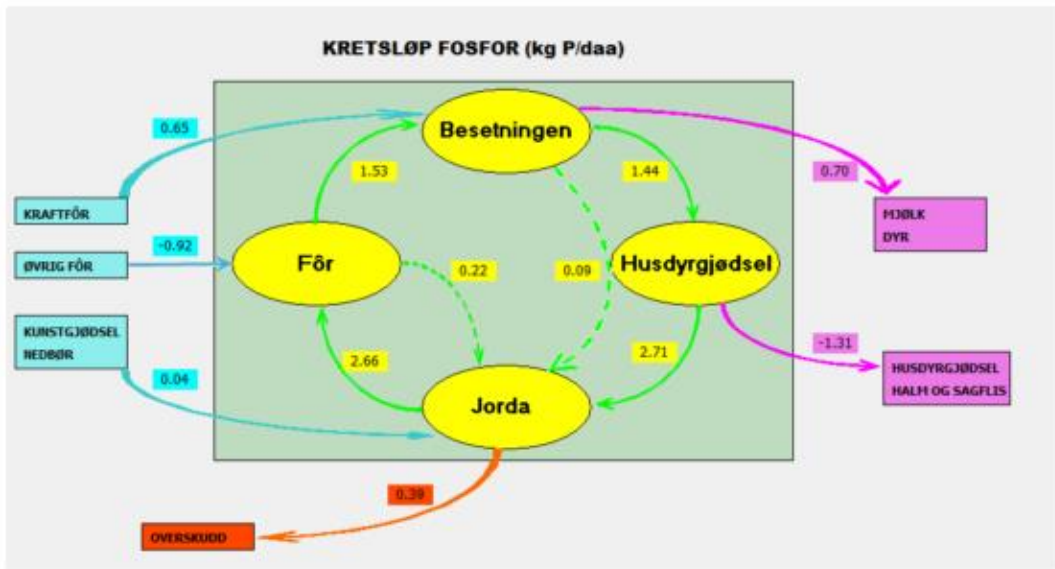 KRETSLØP FOSFOR (kg P/daa)
Besetningen
0.65
1.53
1.44
0.70
KRAFTFÔR
MJØLK
DYR
-0.92
ØVRIG FÔR
Fôr
0.22
0.09
Husdyrgjødsel
KUNSTGJØDSEL
NEDBØR
2.66
2.71
-1.31
0.04
HUSDYRGJØDSEL
HALM OG SAGFLIS
Jorda
0.39
OVERSKUDD